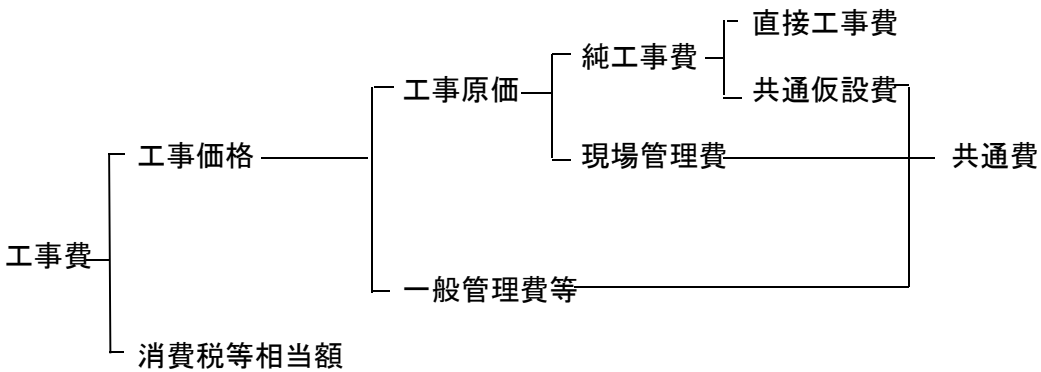 直接工事費
純工事費
工事原価
共通仮設費
工事価格
現場管理費
共通費
工事費
一般管理費等
消費税等相当額